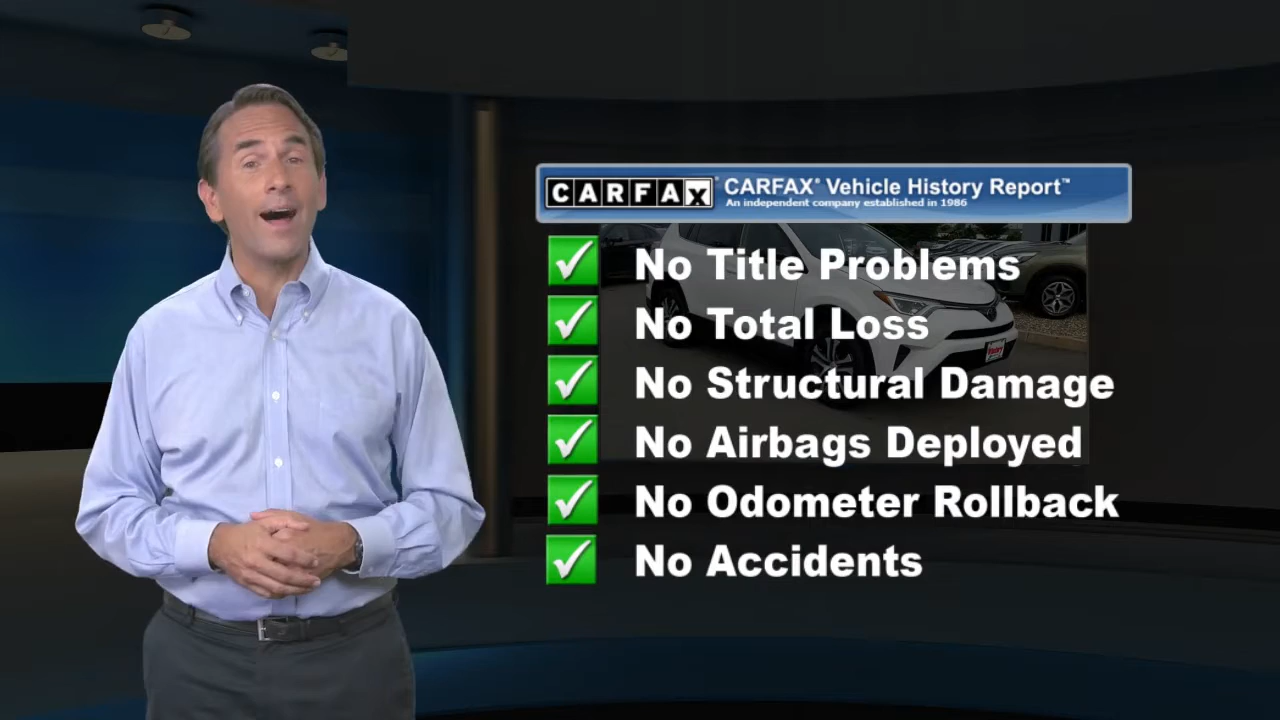 CARFAX
CARFAX® Vehicle History Report™
An independent company established in 1986
No Title Problems
No Total Loss
No Structural Damage
No Airbags Deployed
No Odometer Rollback
No Accidents